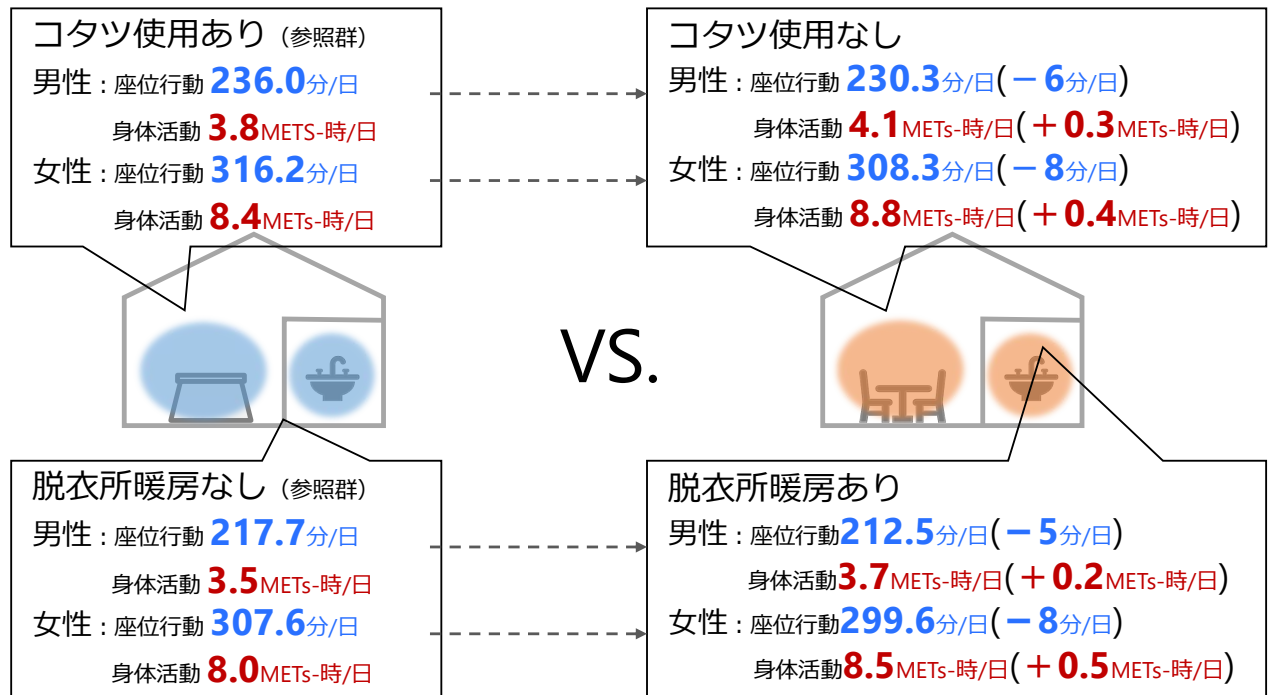 コタツ使用あり（参照群）
男性：座位行動 236.0分/日
身体活動 3.8METS-時/日
女性：座位行動 316.2分/日
身体活動 8.4METs-時/日
コタツ使用なし
男性：座位行動 230.3分/日(－6分/日)
身体活動 4.1METs-時/日(＋0.3METs-時/日)
女性：座位行動 308.3分/日(－8分/日)
身体活動 8.8METs-時/日(＋0.4METs-時/日)
VS.
脱衣所暖房なし（参照群）
男性：座位行動 217.7分/日
身体活動 3.5METs-時/日
女性：座位行動 307.6分/日
身体活動 8.0METs-時/日
脱衣所暖房あり
男性：座位行動212.5分/日(－5分/日)
身体活動3.7METs-時/日(＋0.2METs-時/日)
女性：座位行動299.6分/日(－8分/日)
身体活動8.5METs-時/日(＋0.5METs-時/日)